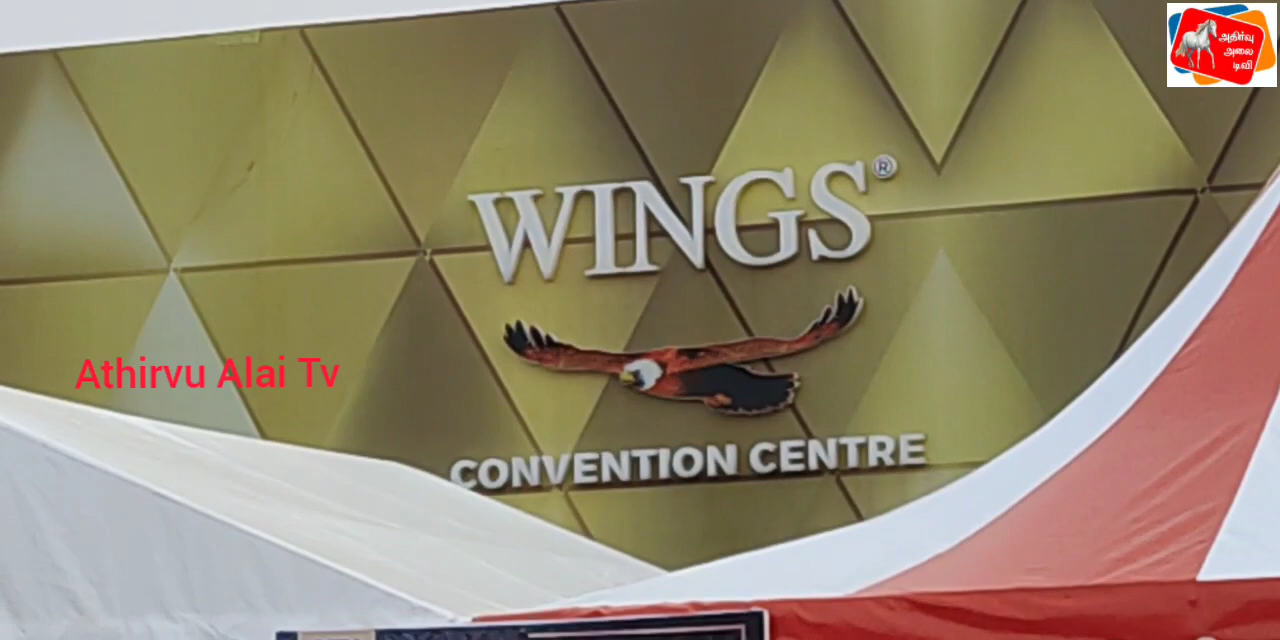 அதிர்வு
அலை
டிவி
WINGS®
Athirvu Alai Tv
CONVENTION CENTRE